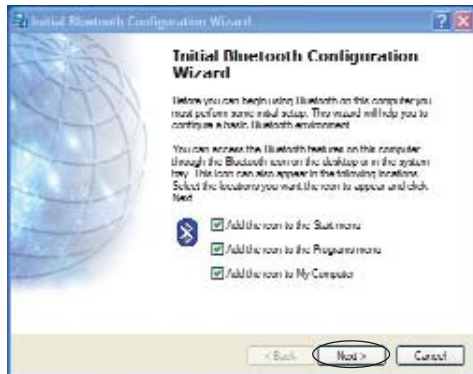 Initial Bluetooth Configuration Wizard
Initial Bluetooth Configuration
Wizard
Before you can begin using Bluetooth on this computer you
must perform some initial setup. This wizard will help you to
configure a basic Bluetooth environment
You can access the Bluetooth features on this computer
through the Bluetooth icon on the desktop or in the system
tray. This icon can also appear in the following locations.
Select the locations you want the icon to appear and click
Next
Add the icon to the Start menu
Add the icon to the Programs menu
Add the icon to My Computer
< Back
Next >
Cancel